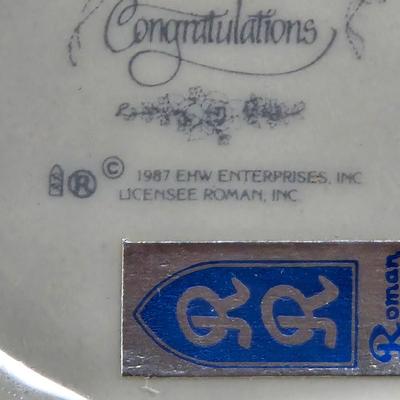 Congratulations
® © 1987 EHW ENTERPRISES, INC
LICENSEE ROMAN, INC.
R R
Roman